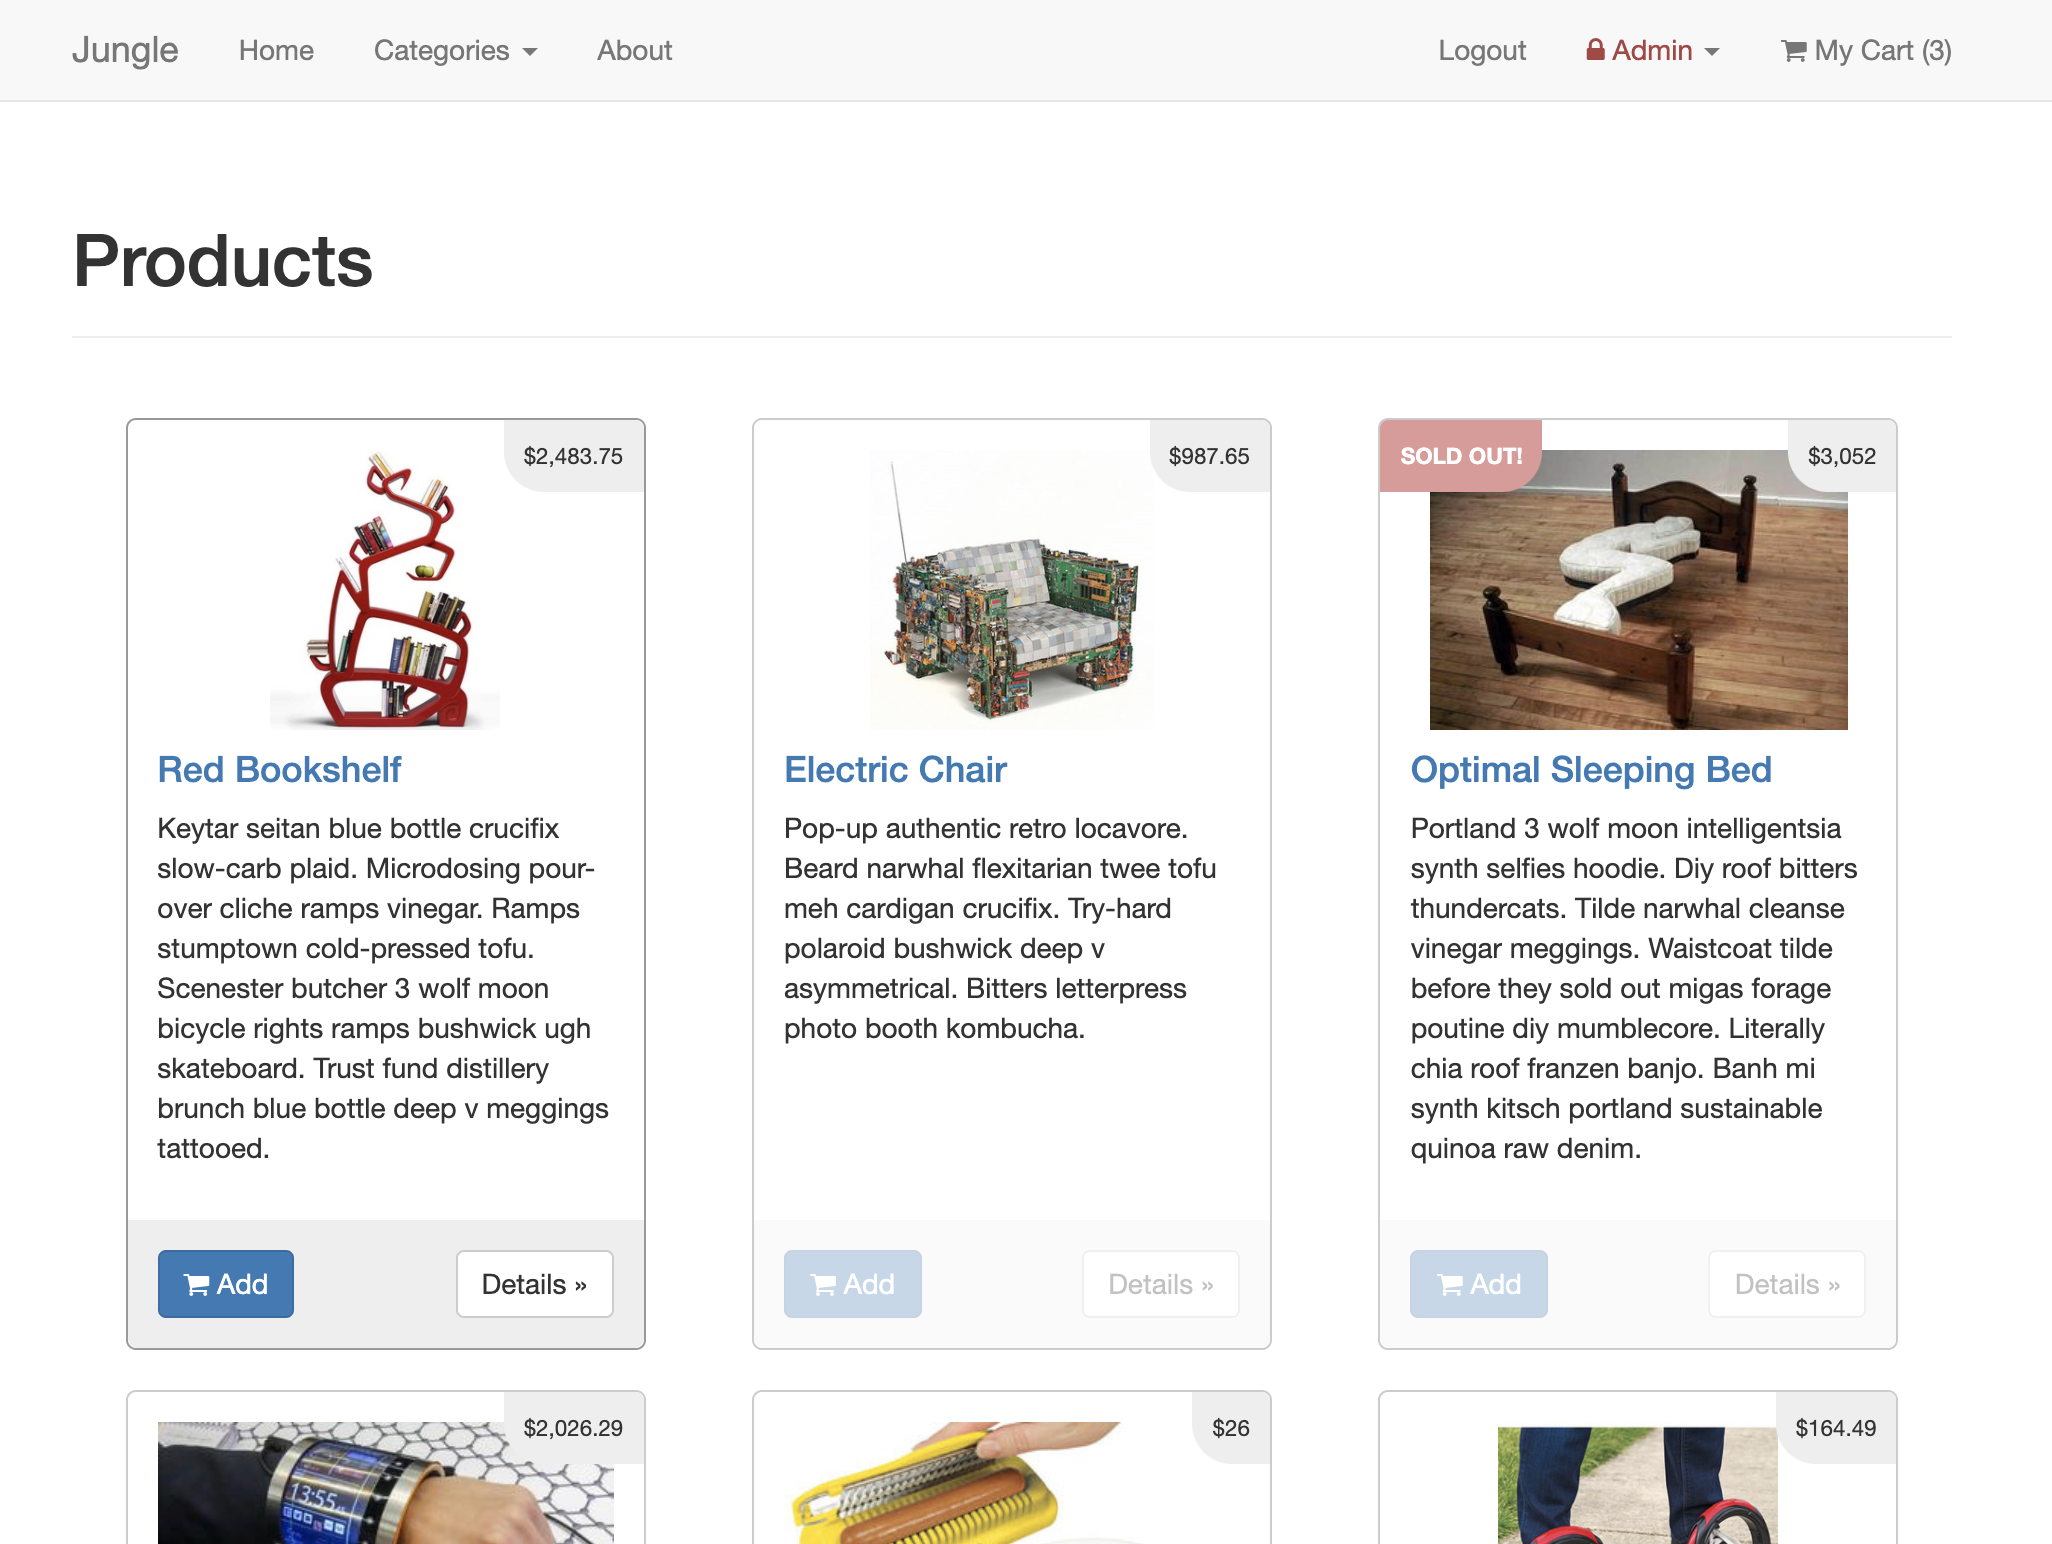 Jungle Home Categories About Logout Admin My Cart (3)
Products
$2,483.75
Red Bookshelf
Keytar seitan blue bottle crucifix
slow-carb plaid. Microdosing pour-
over cliche ramps vinegar. Ramps
stumptown cold-pressed tofu.
Scenester butcher 3 wolf moon
bicycle rights ramps bushwick ugh
skateboard. Trust fund distillery
brunch blue bottle deep v meggings
tattooed.
Add Details »
$987.65
Electric Chair
Pop-up authentic retro locavore.
Beard narwhal flexitarian twee tofu
meh cardigan crucifix. Try-hard
polaroid bushwick deep v
asymmetrical. Bitters letterpress
photo booth kombucha.
Add Details »
SOLD OUT! $3,052
Optimal Sleeping Bed
Portland 3 wolf moon intelligentsia
synth selfies hoodie. Diy roof bitters
thundercats. Tilde narwhal cleanse
vinegar meggings. Waistcoat tilde
before they sold out migas forage
poutine diy mumblecore. Literally
chia roof franzen banjo. Banh mi
synth kitsch portland sustainable
quinoa raw denim.
Add Details »
$2,026.29
13:55
$26
$164.49